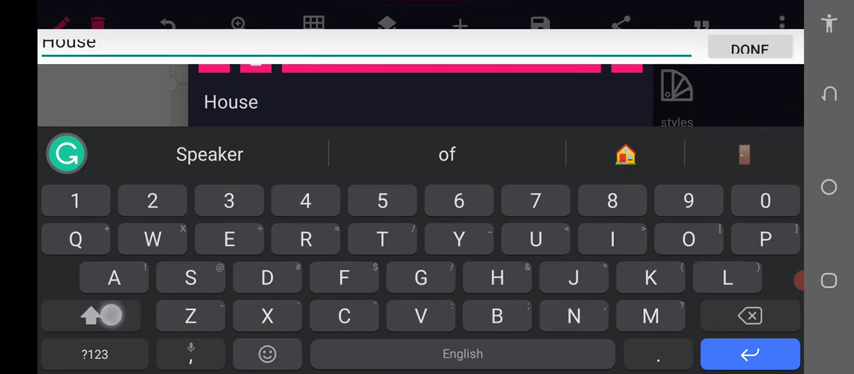 House
DONE
House
styles
Speaker of
1 2 3 4 5 6 7 8 9 0
Q + W X E ÷ R = T / Y _ U < I > O [ P ]
A ! S @ D # F $ G / H & J * K ( L )
Z - X ' C " V : B ; N , M ?
?123 , English .